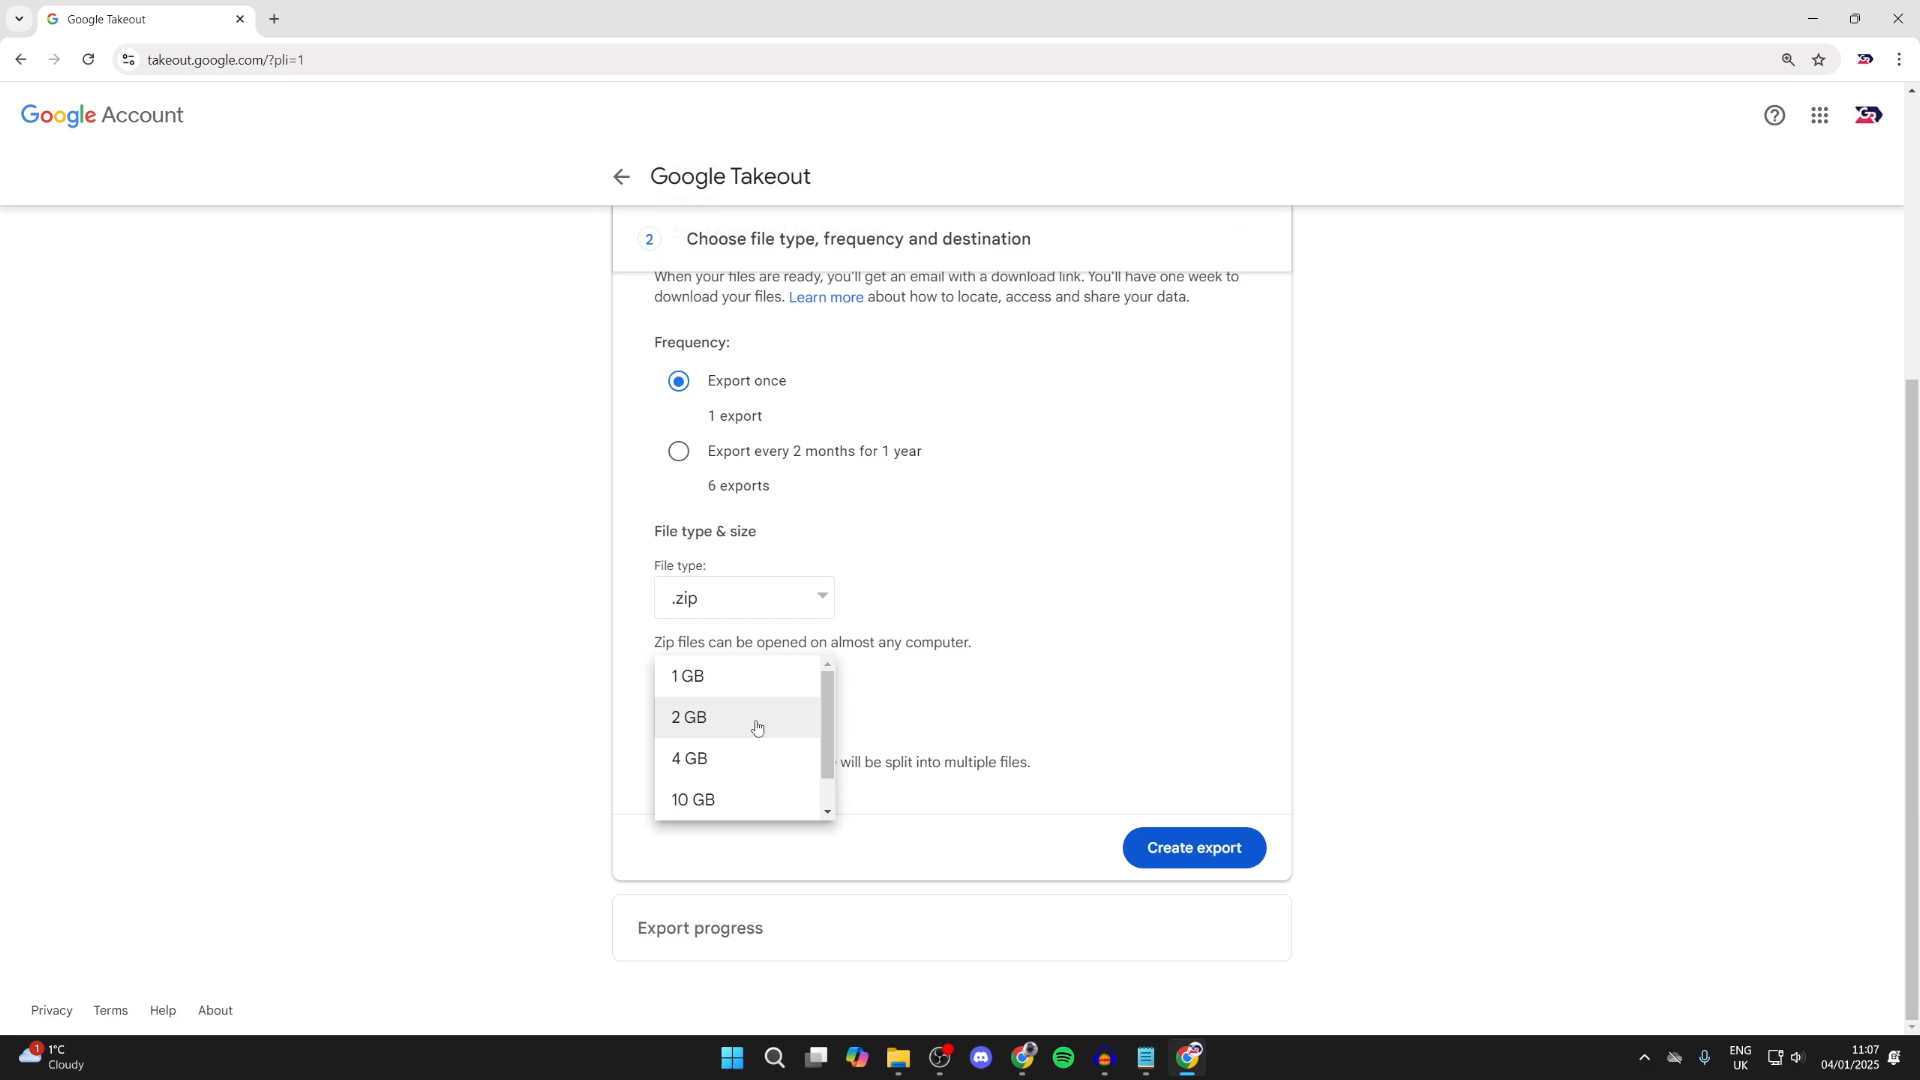 Google Takeout
takeout.google.com/?pli=1
Google Account
Google Takeout
2 Choose file type, frequency and destination
When your files are ready, you'll get an email with a download link. You'll have one week to
download your files. Learn more about how to locate, access and share your data.
Frequency:
Export once
1 export
Export every 2 months for 1 year
6 exports
File type & size
File type:
.zip
Zip files can be opened on almost any computer.
1 GB
2 GB
4 GB
will be split into multiple files.
10 GB
Create export
Export progress
Privacy Terms Help About
1
1°C
Cloudy
ENG
UK
11:07
04/01/2025